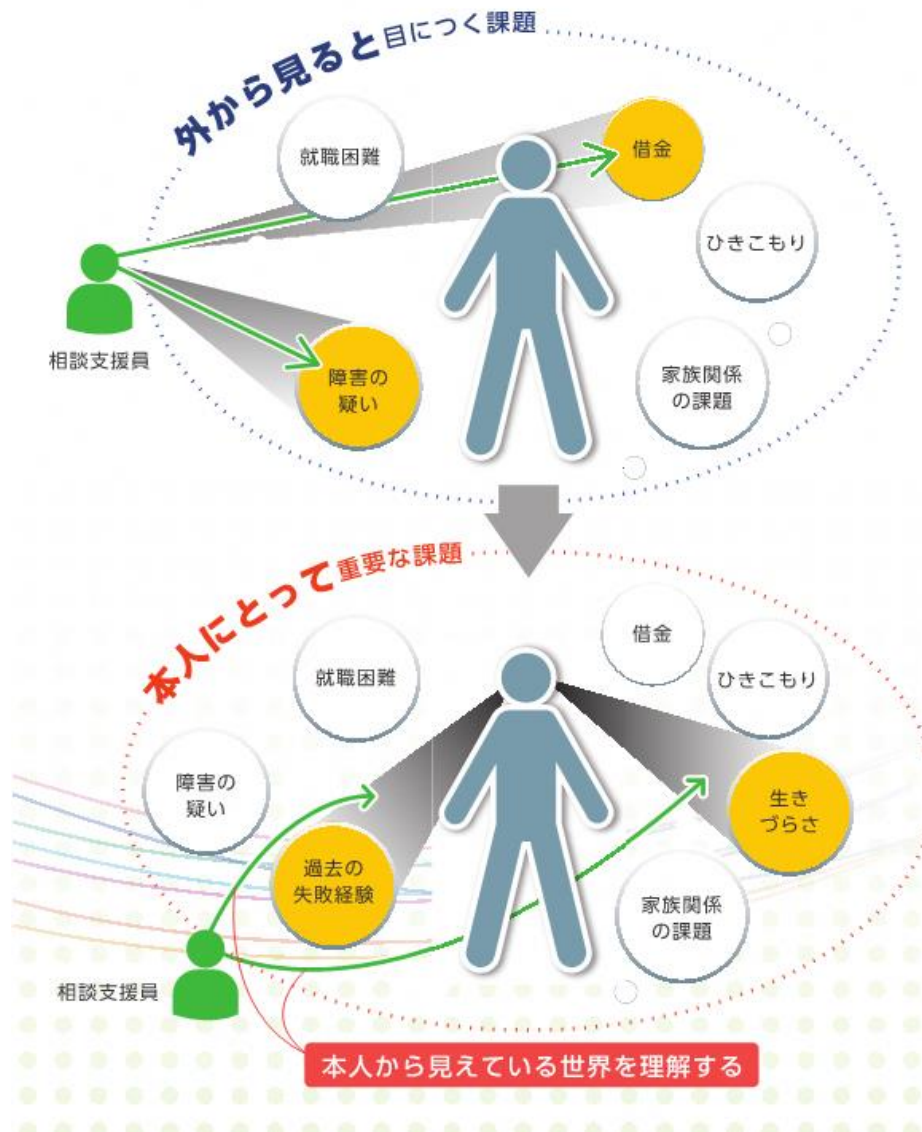 外から見ると目につく課題
就職困難
借金
ひきこもり
相談支援員
障害の
疑い
家族関係
の課題
本人にとって重要な課題
借金
就職困難
ひきこもり
障害の
疑い
生き
づらさ
過去の
失敗経験
家族関係
の課題
相談支援員
本人から見えている世界を理解する